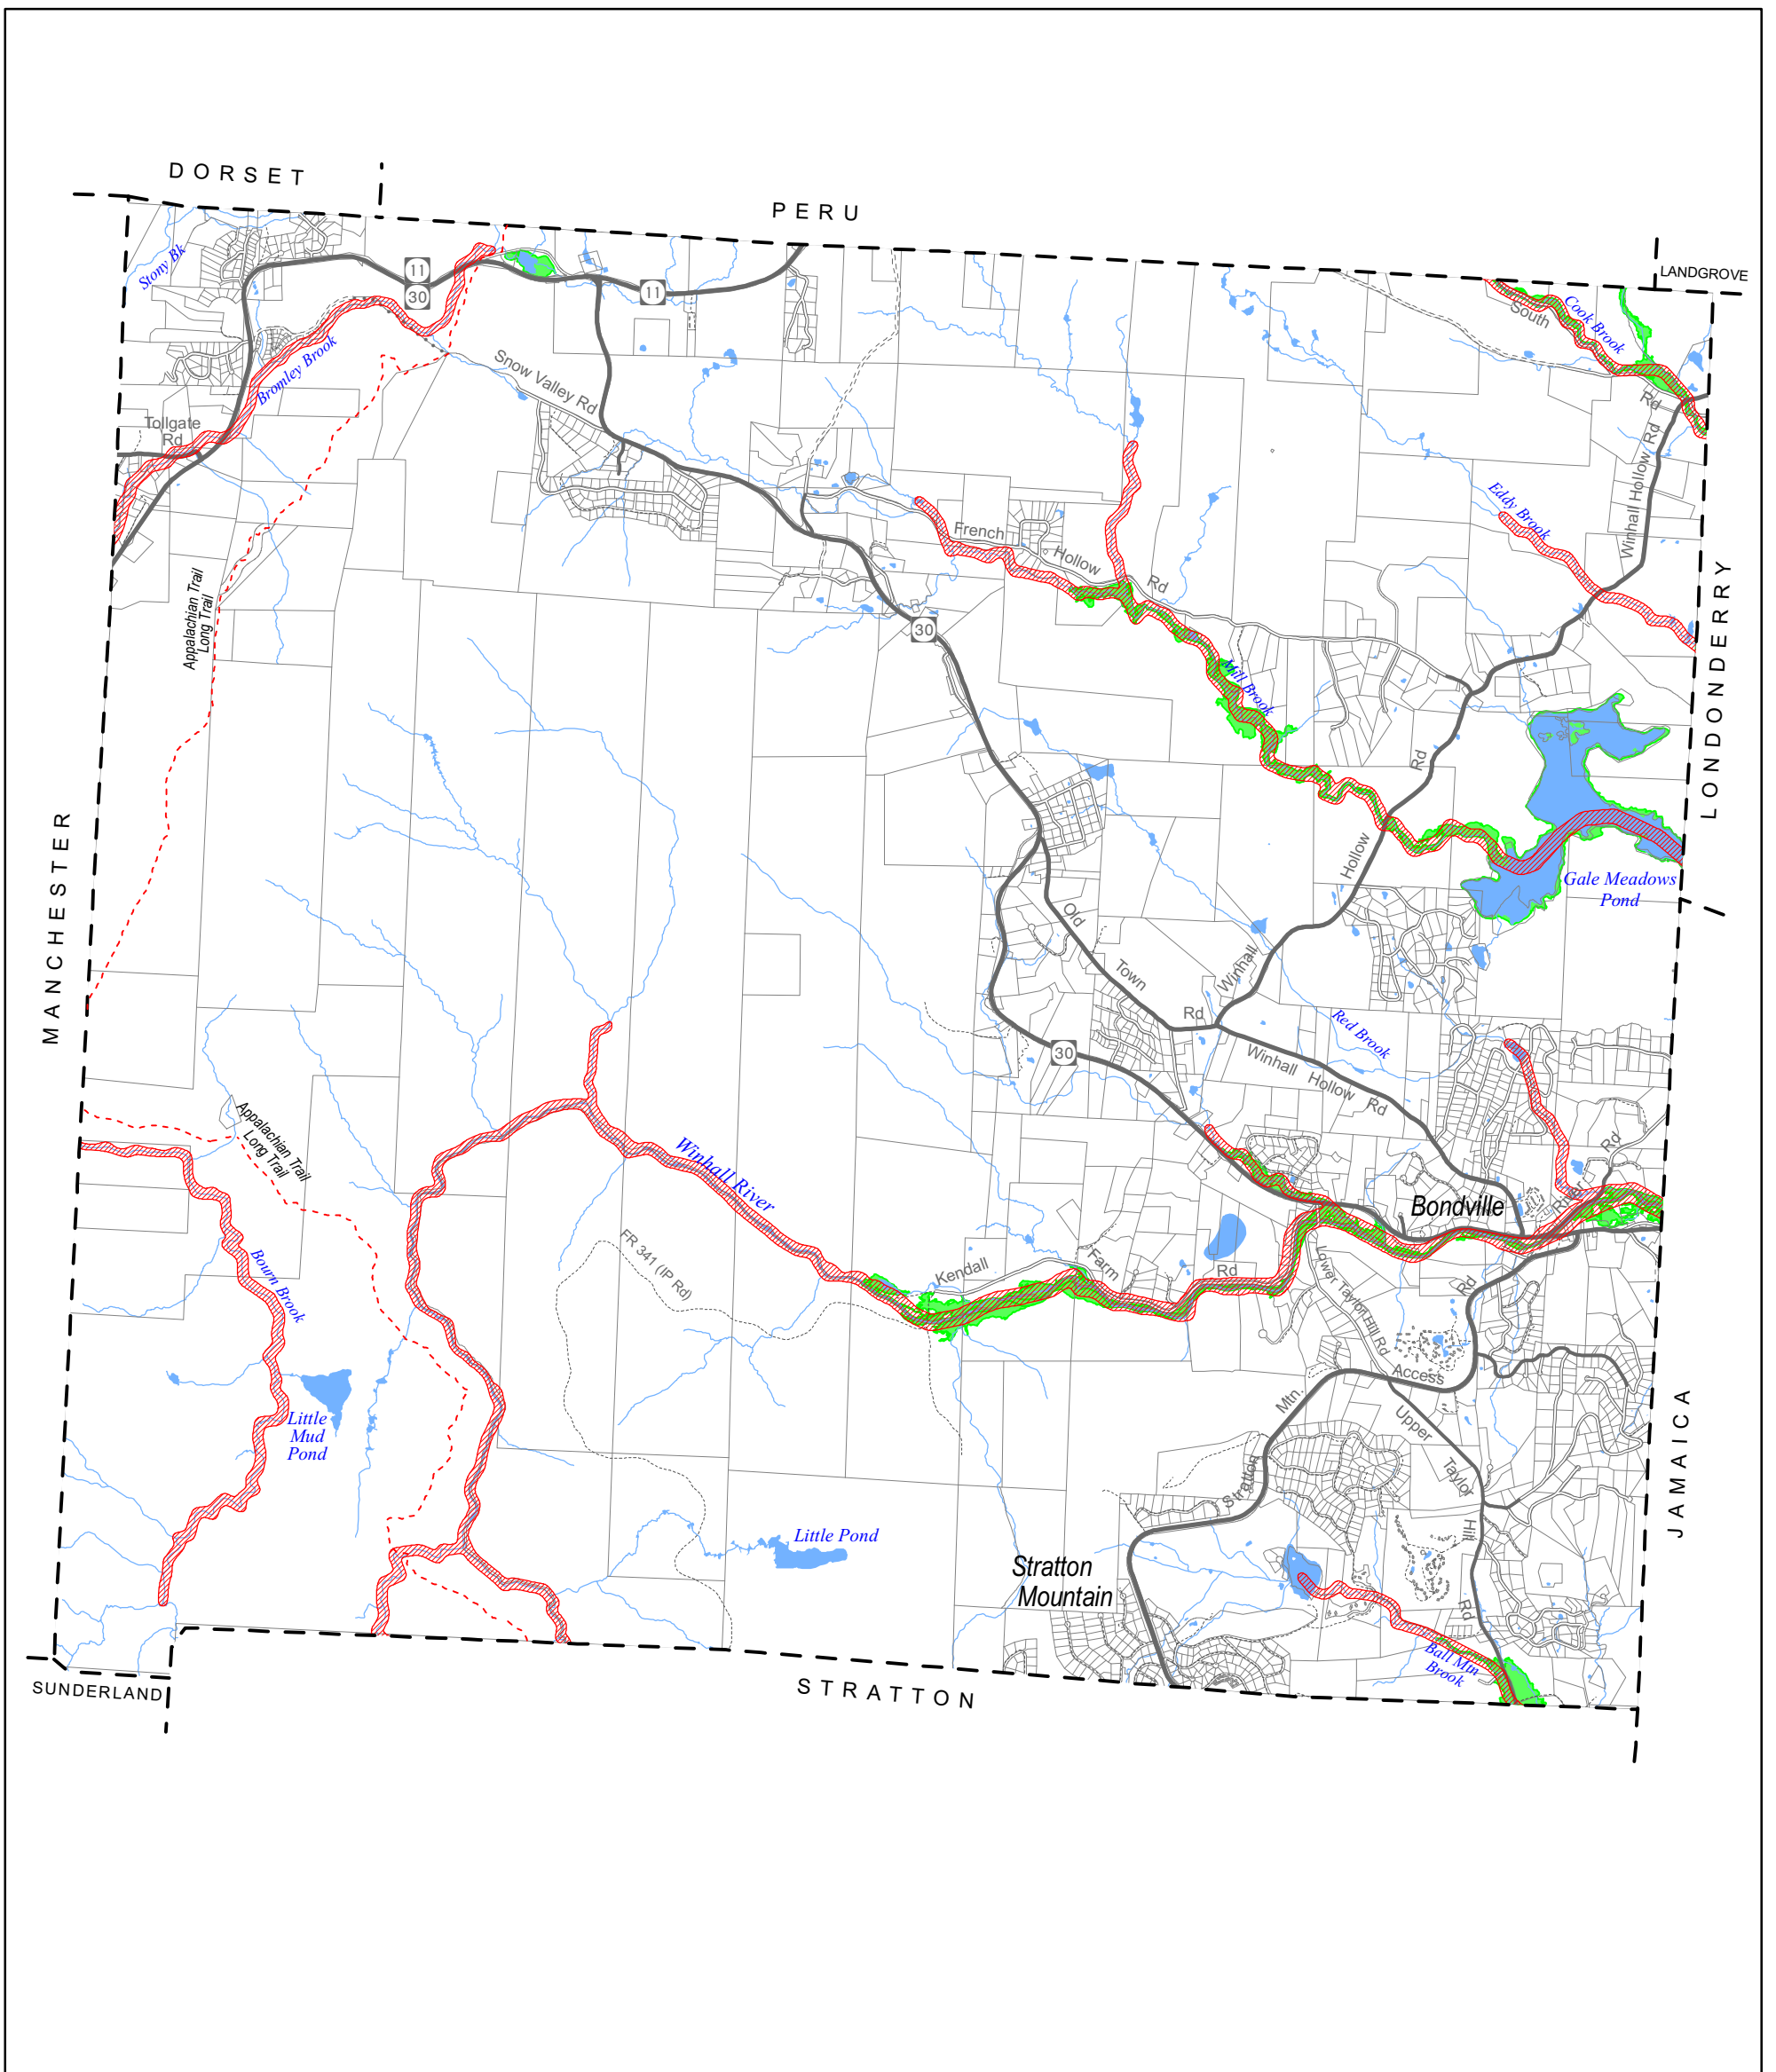 DORSET
PERU
LANDGROVE
Stony Bk
11
30
11
South
Cook Brook
Bromley Brook
Snow Valley Rd
Rd
Tollgate
Rd
Winhall Hollow Rd
Eddy Brook
French
Hollow
Rd
Appalachian Trail
Long Trail
30
LONDONDERRY
Mill Brook
Rd
MANCHESTER
Hollow
Gale Meadows
Pond
Old
Town
Winhall
Rd
Red Brook
30
Winhall Hollow Rd
Appalachian Trail
Long Trail
Winhall River
Rd
River
Bondville
FR 341 (IP Rd)
Kendall
Farm
Rd
Bourn Brook
Lower Taylor Hill Rd
Rd
Access
Mtn.
Upper
Little
Mud
Pond
JAMAICA
Taylor
Stratton
Little Pond
Hill
Stratton
Mountain
Rd
Ball Mtn
Brook
SUNDERLAND
STRATTON